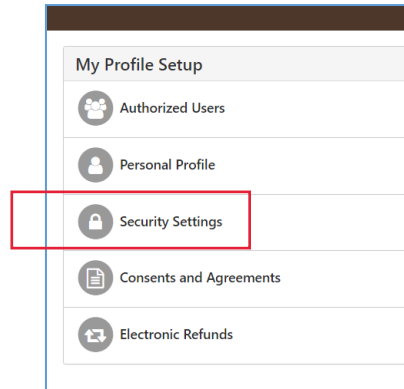 My Profile Setup
Authorized Users
Personal Profile
Security Settings
Consents and Agreements
Electronic Refunds